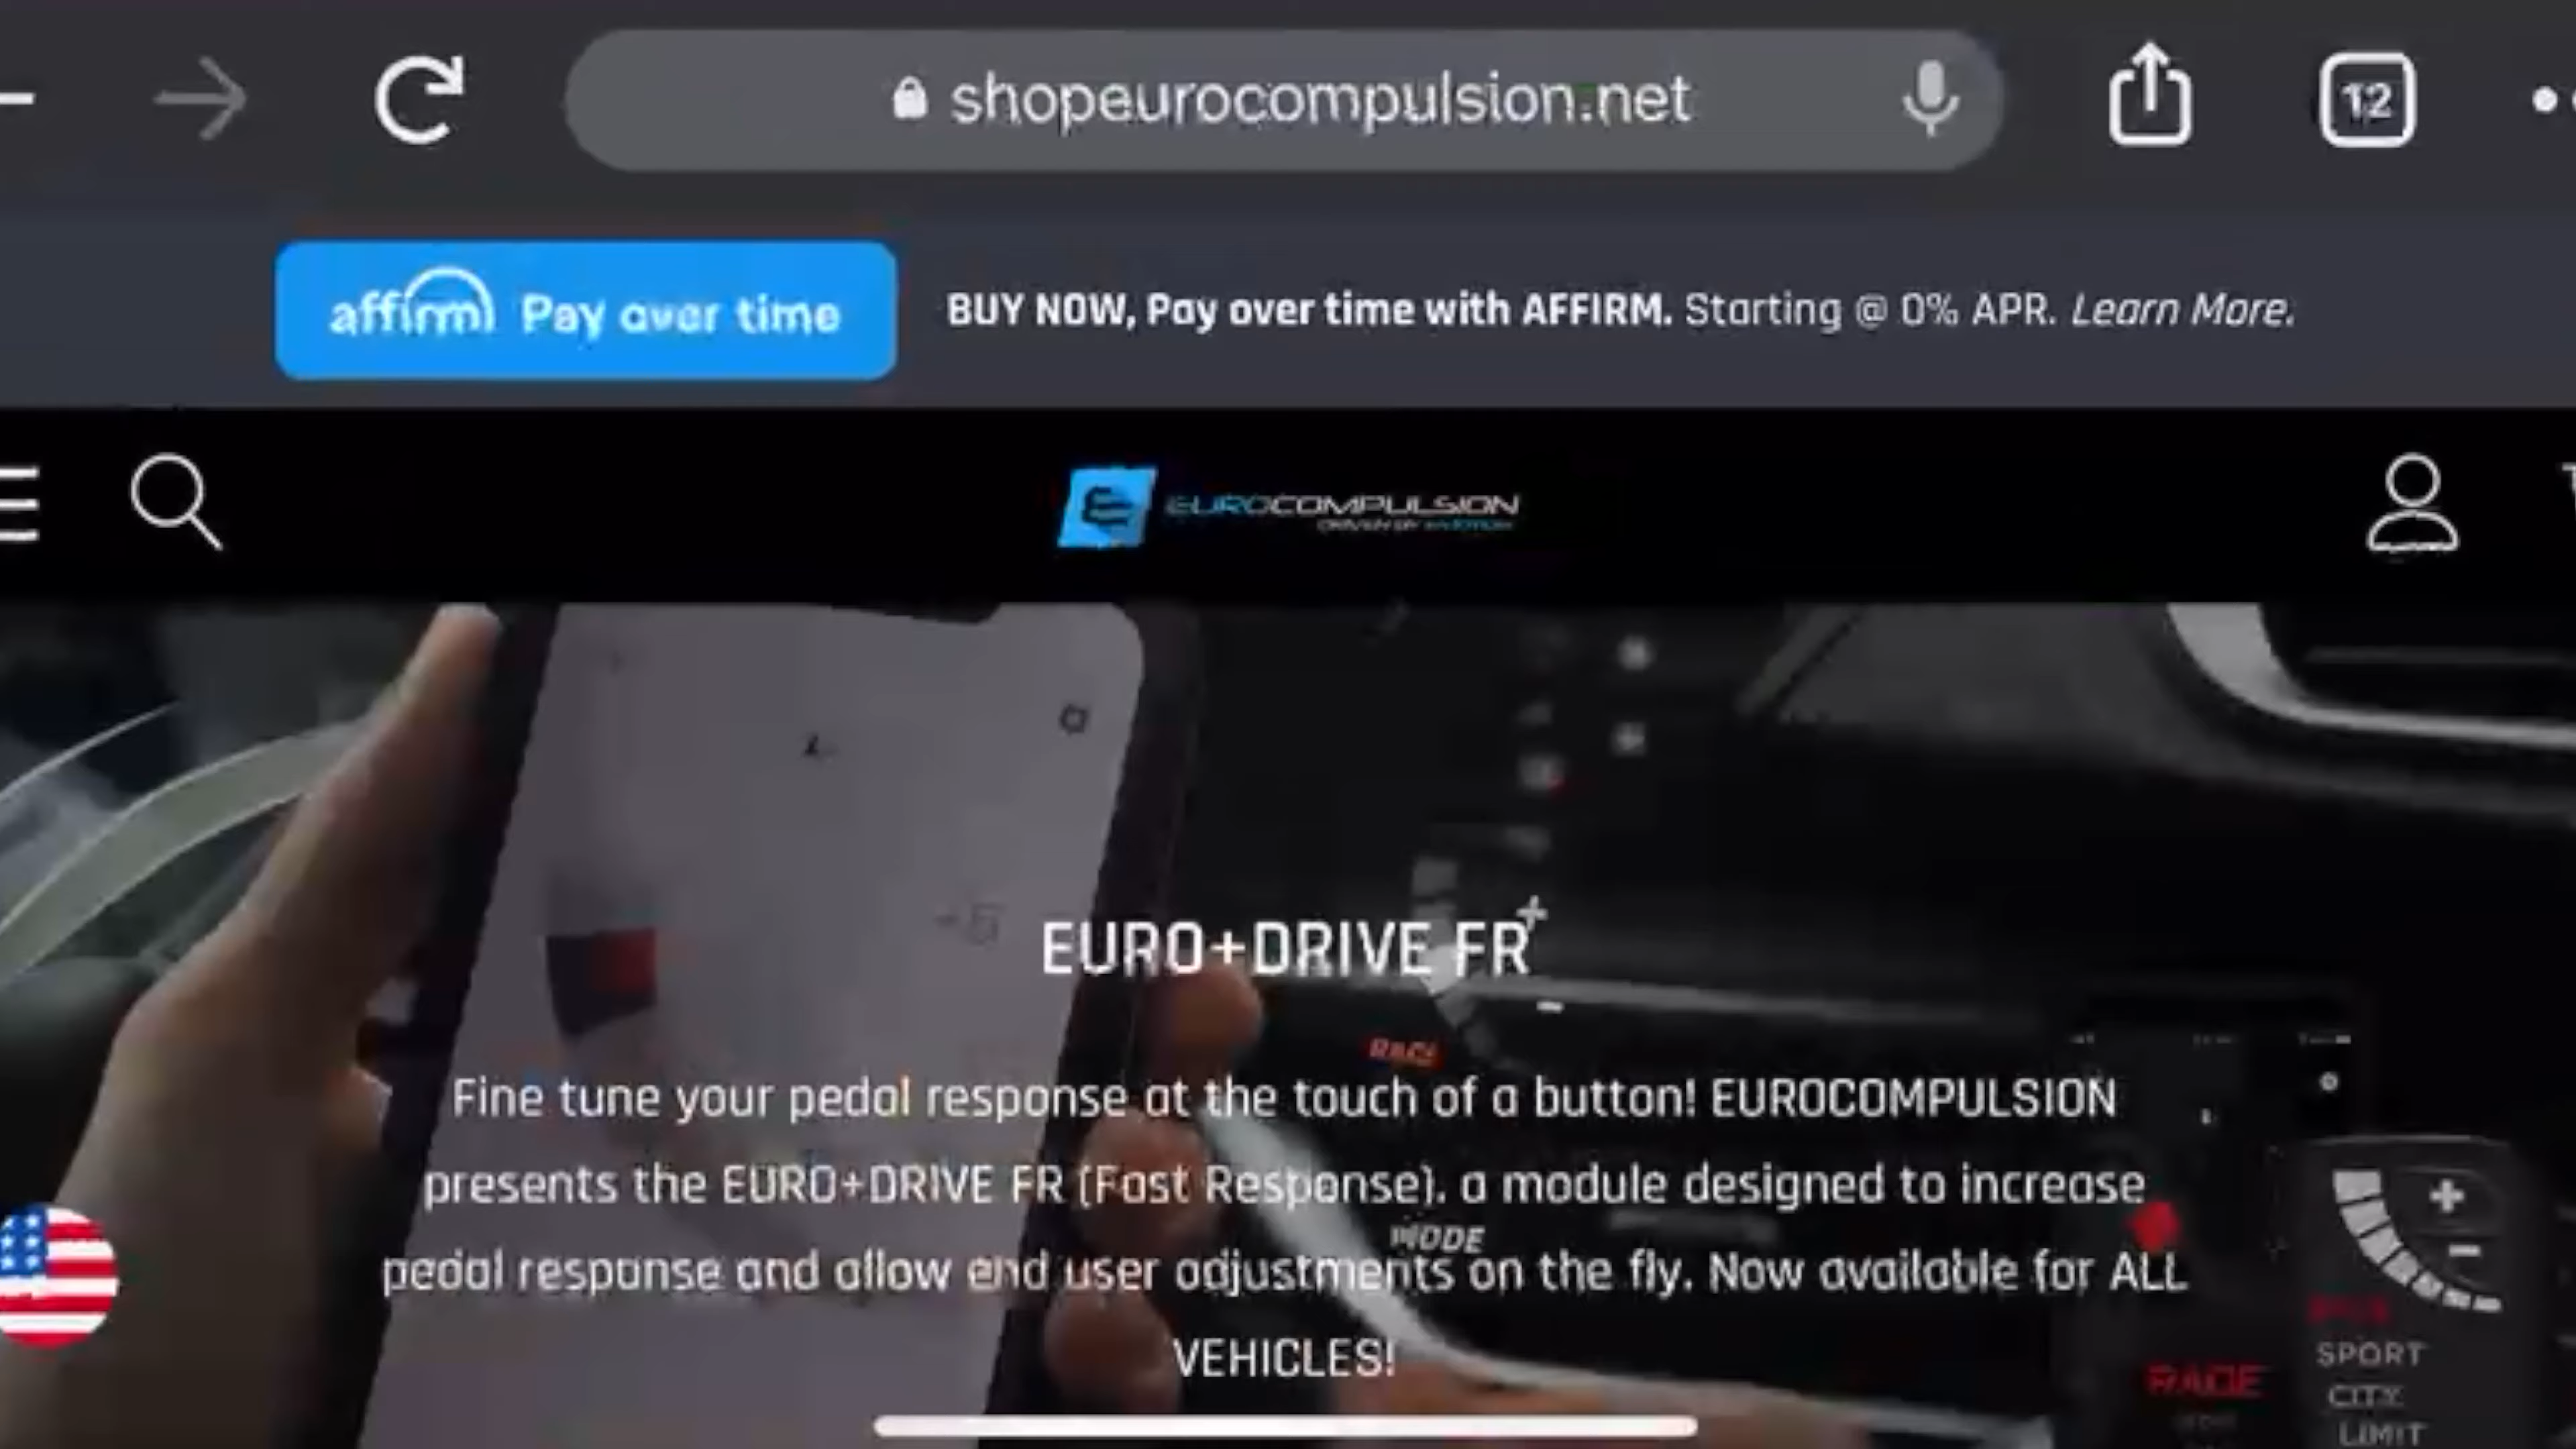 shopeurocompulsion.net
12
affirm Pay over time
BUY NOW, Pay over time with AFFIRM. Starting @ 0% APR. Learn More.
EUROCOMPULSION
EURO+DRIVE FR
+
RACE
Fine tune your pedal response at the touch of a button! EUROCOMPULSION
presents the EURO+DRIVE FR (Fast Response), a module designed to increase
MODE
pedal response and allow end user adjustments on the fly. Now available for ALL
VEHICLES!
RACE
SPORT
CITY
LIMIT